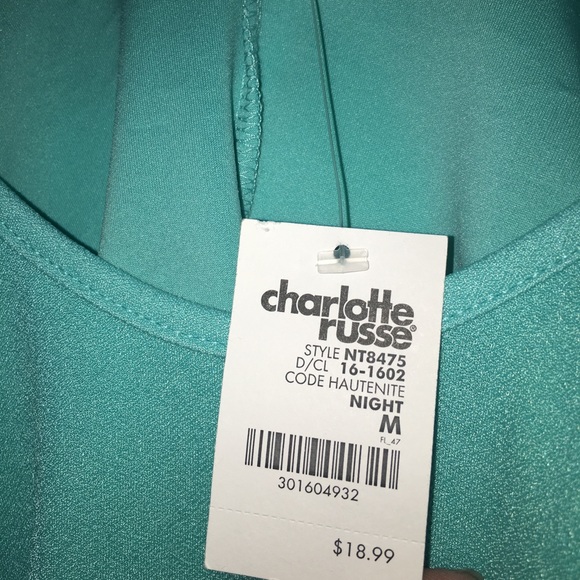 charlotte
russe®
STYLE NT8475
D/CL 16-1602
CODE HAUTENITE
NIGHT
M
FL_47
301604932
$18.99